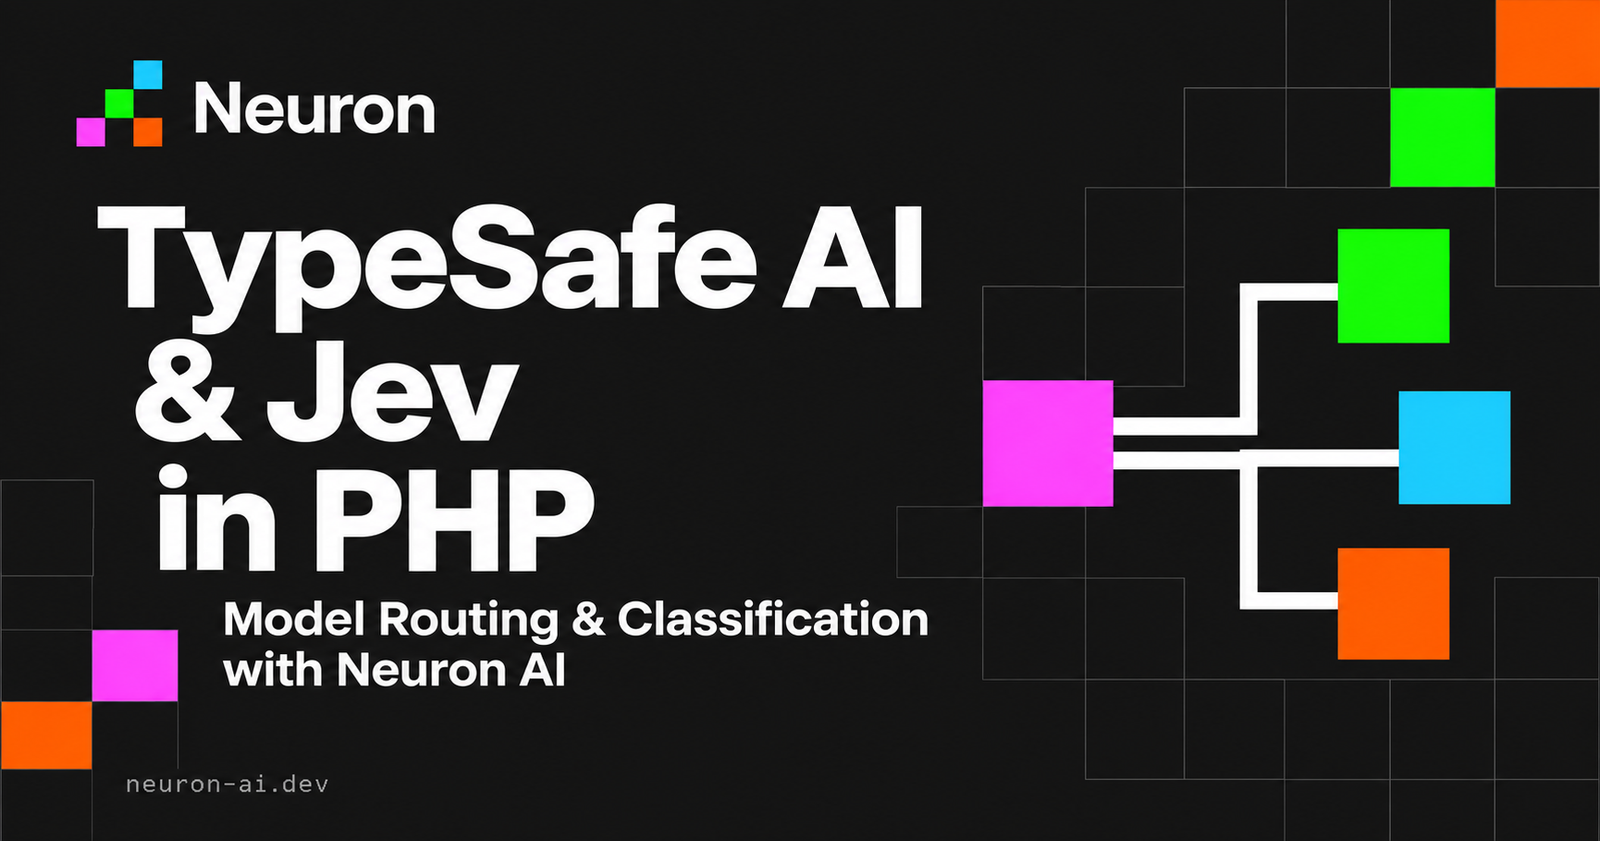 Neuron
TypeSafe AI
& Jev
in PHP
Model Routing & Classification
with Neuron AI
neuron-ai.dev